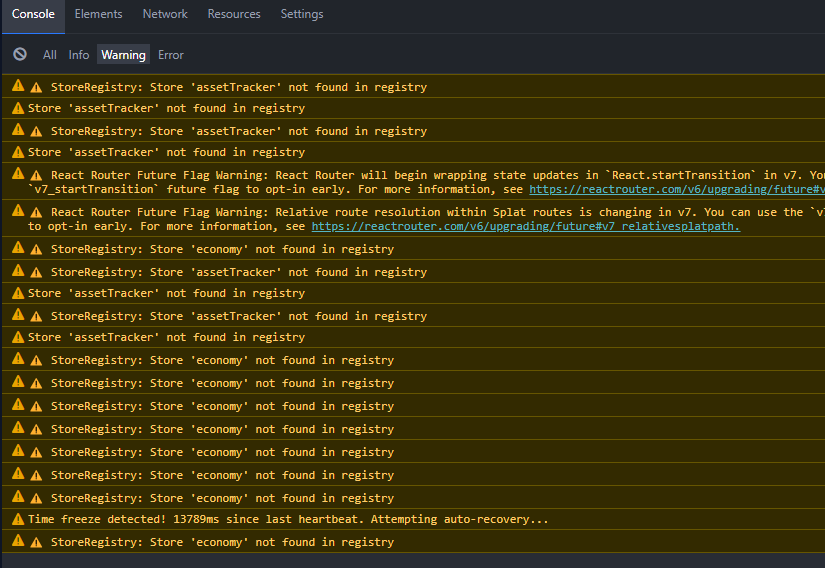 Console Elements Network Resources Settings
All Info Warning Error
StoreRegistry: Store 'assetTracker' not found in registry
Store 'assetTracker' not found in registry
StoreRegistry: Store 'assetTracker' not found in registry
Store 'assetTracker' not found in registry
React Router Future Flag Warning: React Router will begin wrapping state updates in `React.startTransition` in v7. You
`v7_startTransition` future flag to opt-in early. For more information, see https://reactrouter.com/v6/upgrading/future#v
React Router Future Flag Warning: Relative route resolution within Splat routes is changing in v7. You can use the `v7
to opt-in early. For more information, see https://reactrouter.com/v6/upgrading/future#v7_relativesplatpath.
StoreRegistry: Store 'economy' not found in registry
StoreRegistry: Store 'assetTracker' not found in registry
Store 'assetTracker' not found in registry
StoreRegistry: Store 'assetTracker' not found in registry
Store 'assetTracker' not found in registry
StoreRegistry: Store 'economy' not found in registry
StoreRegistry: Store 'economy' not found in registry
StoreRegistry: Store 'economy' not found in registry
StoreRegistry: Store 'economy' not found in registry
StoreRegistry: Store 'economy' not found in registry
StoreRegistry: Store 'economy' not found in registry
StoreRegistry: Store 'economy' not found in registry
Time freeze detected! 13789ms since last heartbeat. Attempting auto-recovery...
StoreRegistry: Store 'economy' not found in registry